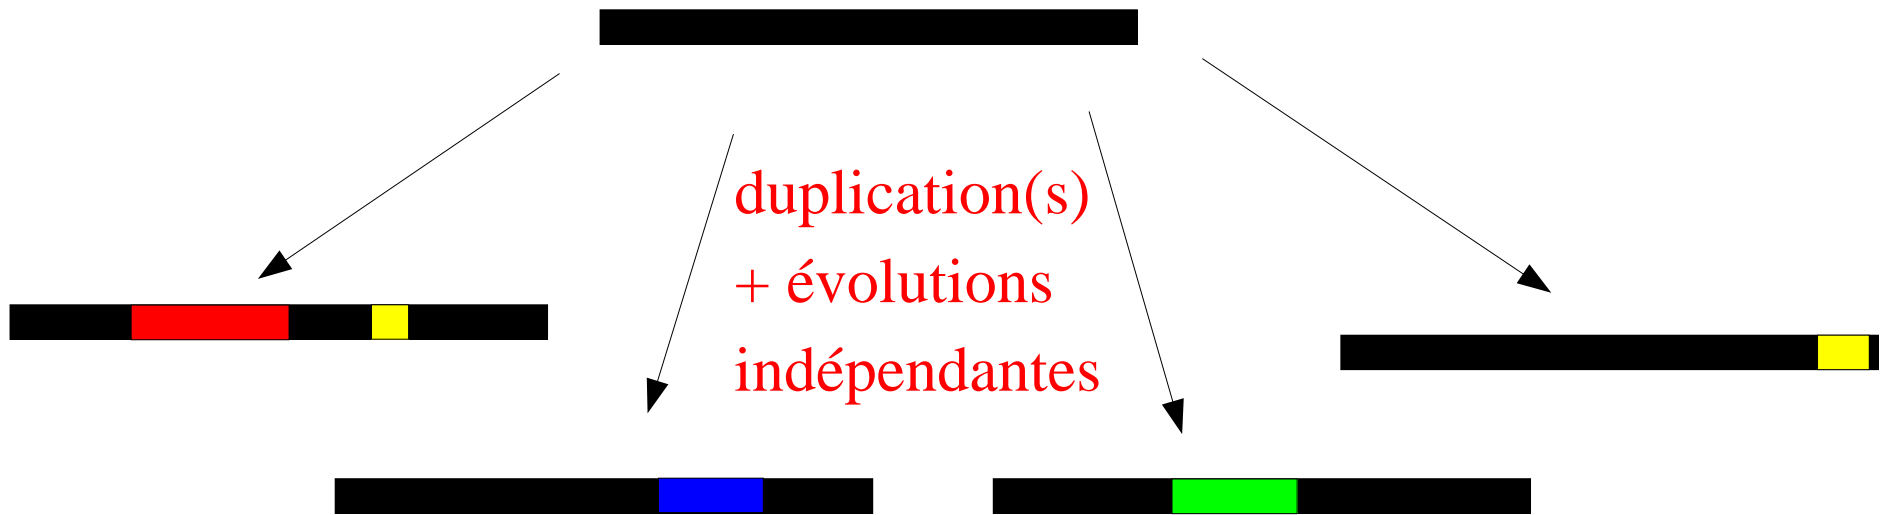 duplication(s)
+ évolutions
indépendantes